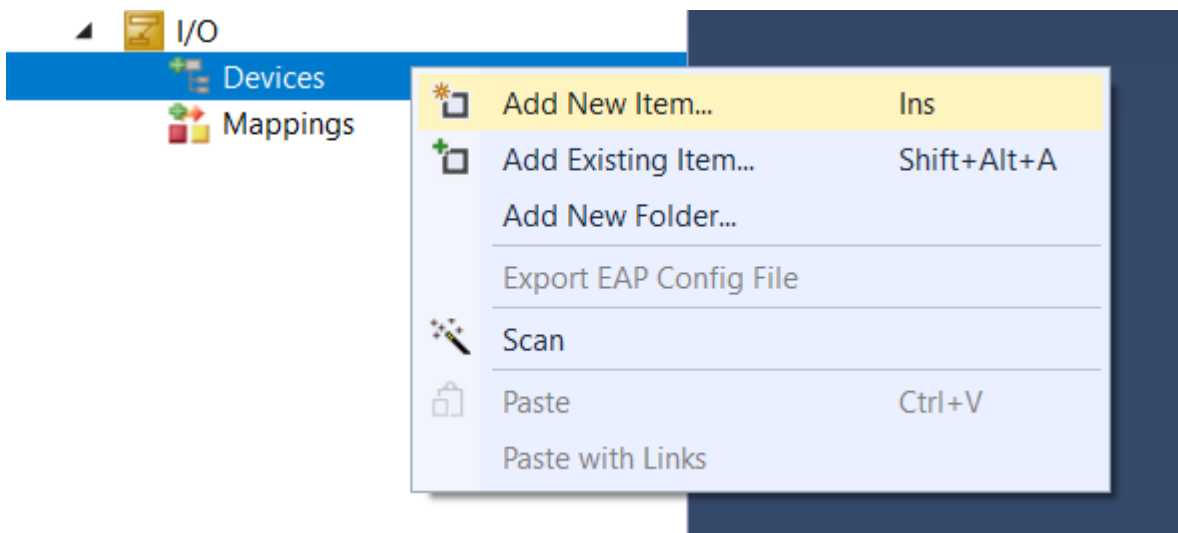 I/O
Devices
Mappings
Add New Item... Ins
Add Existing Item... Shift+Alt+A
Add New Folder...
Export EAP Config File
Scan
Paste Ctrl+V
Paste with Links